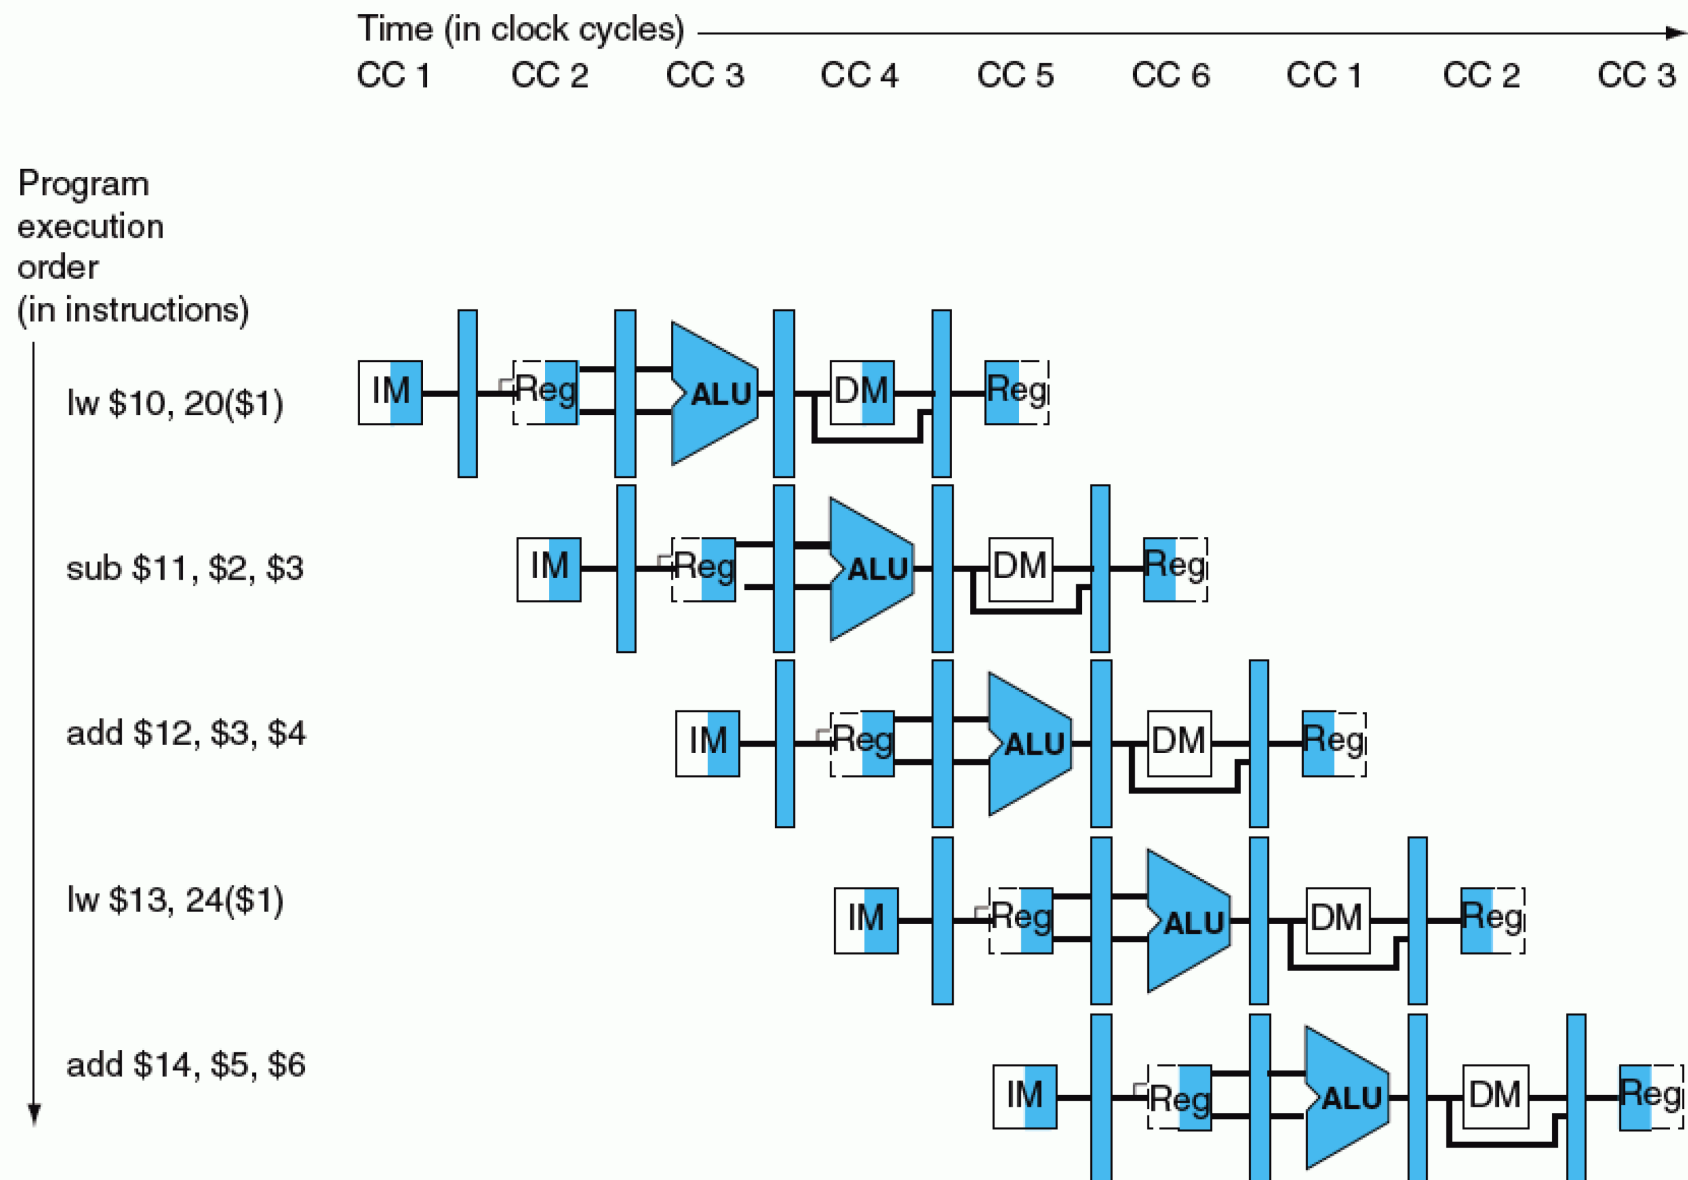 Time (in clock cycles)
CC 1 CC 2 CC 3 CC 4 CC 5 CC 6 CC 1 CC 2 CC 3
Program
execution
order
(in instructions)
lw $10, 20($1)
IM Reg ALU DM Reg
sub $11, $2, $3
IM Reg ALU DM Reg
add $12, $3, $4
IM Reg ALU DM Reg
lw $13, 24($1)
IM Reg ALU DM Reg
add $14, $5, $6
IM Reg ALU DM Reg